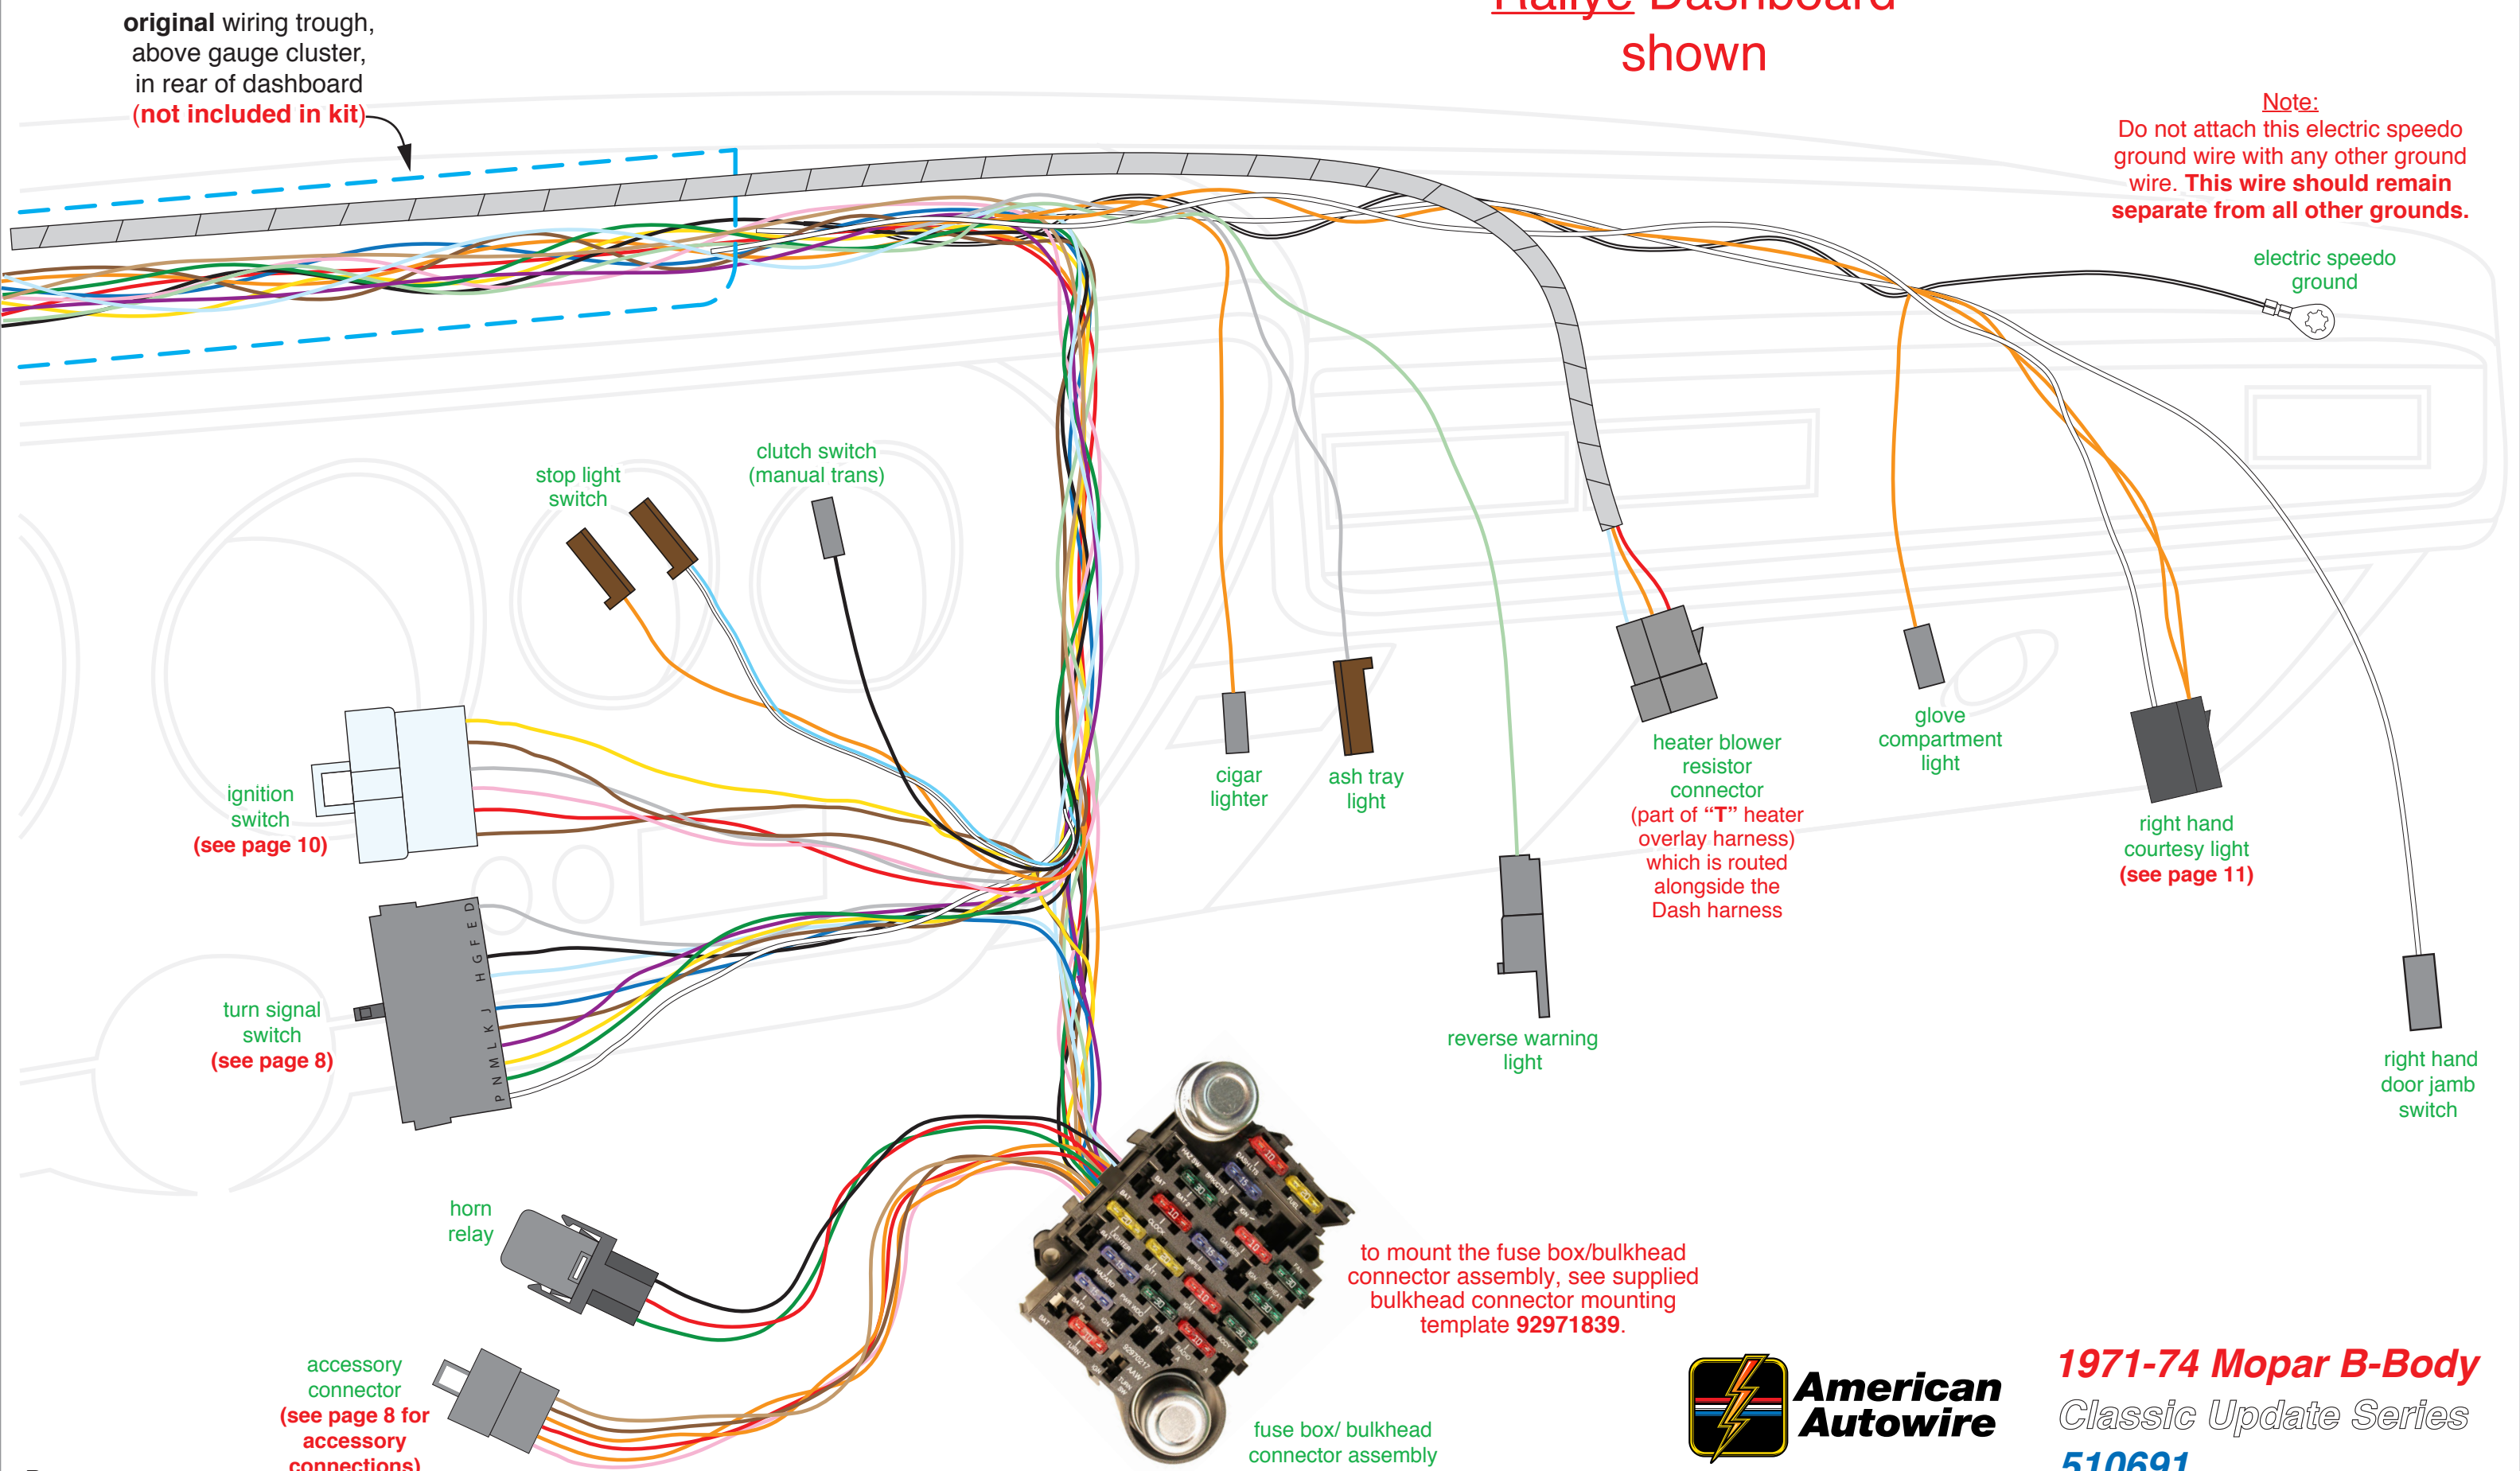 original wiring trough,
above gauge cluster,
in rear of dashboard
(not included in kit)
Rallye Dashboard
shown
Note:
Do not attach this electric speedo
ground wire with any other ground
wire. This wire should remain
separate from all other grounds.
electric speedo
ground
stop light
switch
clutch switch
(manual trans)
ignition
switch
(see page 10)
cigar
lighter
ash tray
light
heater blower
resistor
connector
(part of “T” heater
overlay harness)
which is routed
alongside the
Dash harness
glove
compartment
light
right hand
courtesy light
(see page 11)
turn signal
switch
(see page 8)
D
E
F
G
H
J
K
L
M
N
P
reverse warning
light
right hand
door jamb
switch
horn
relay
accessory
connector
(see page 8 for
accessory
connections)
to mount the fuse box/bulkhead
connector assembly, see supplied
bulkhead connector mounting
template 92971839.
fuse box/ bulkhead
connector assembly
American
Autowire
1971-74 Mopar B-Body
Classic Update Series
510691